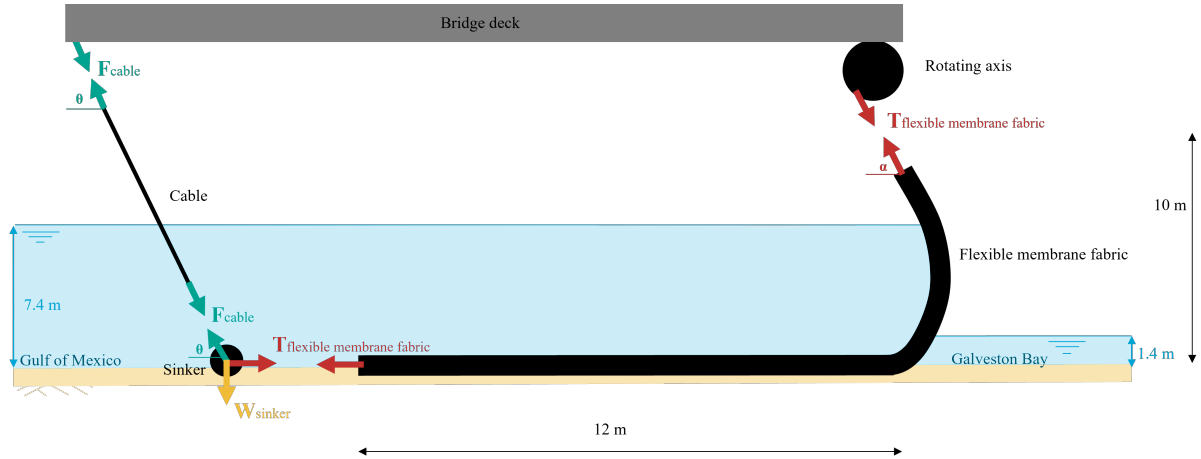 Bridge deck
Fcable
θ
Rotating axis
Tflexible membrane fabric
α
Cable
10 m
Flexible membrane fabric
7.4 m
Fcable
θ
Tflexible membrane fabric
Gulf of Mexico
Sinker
Galveston Bay
1.4 m
Wsinker
12 m